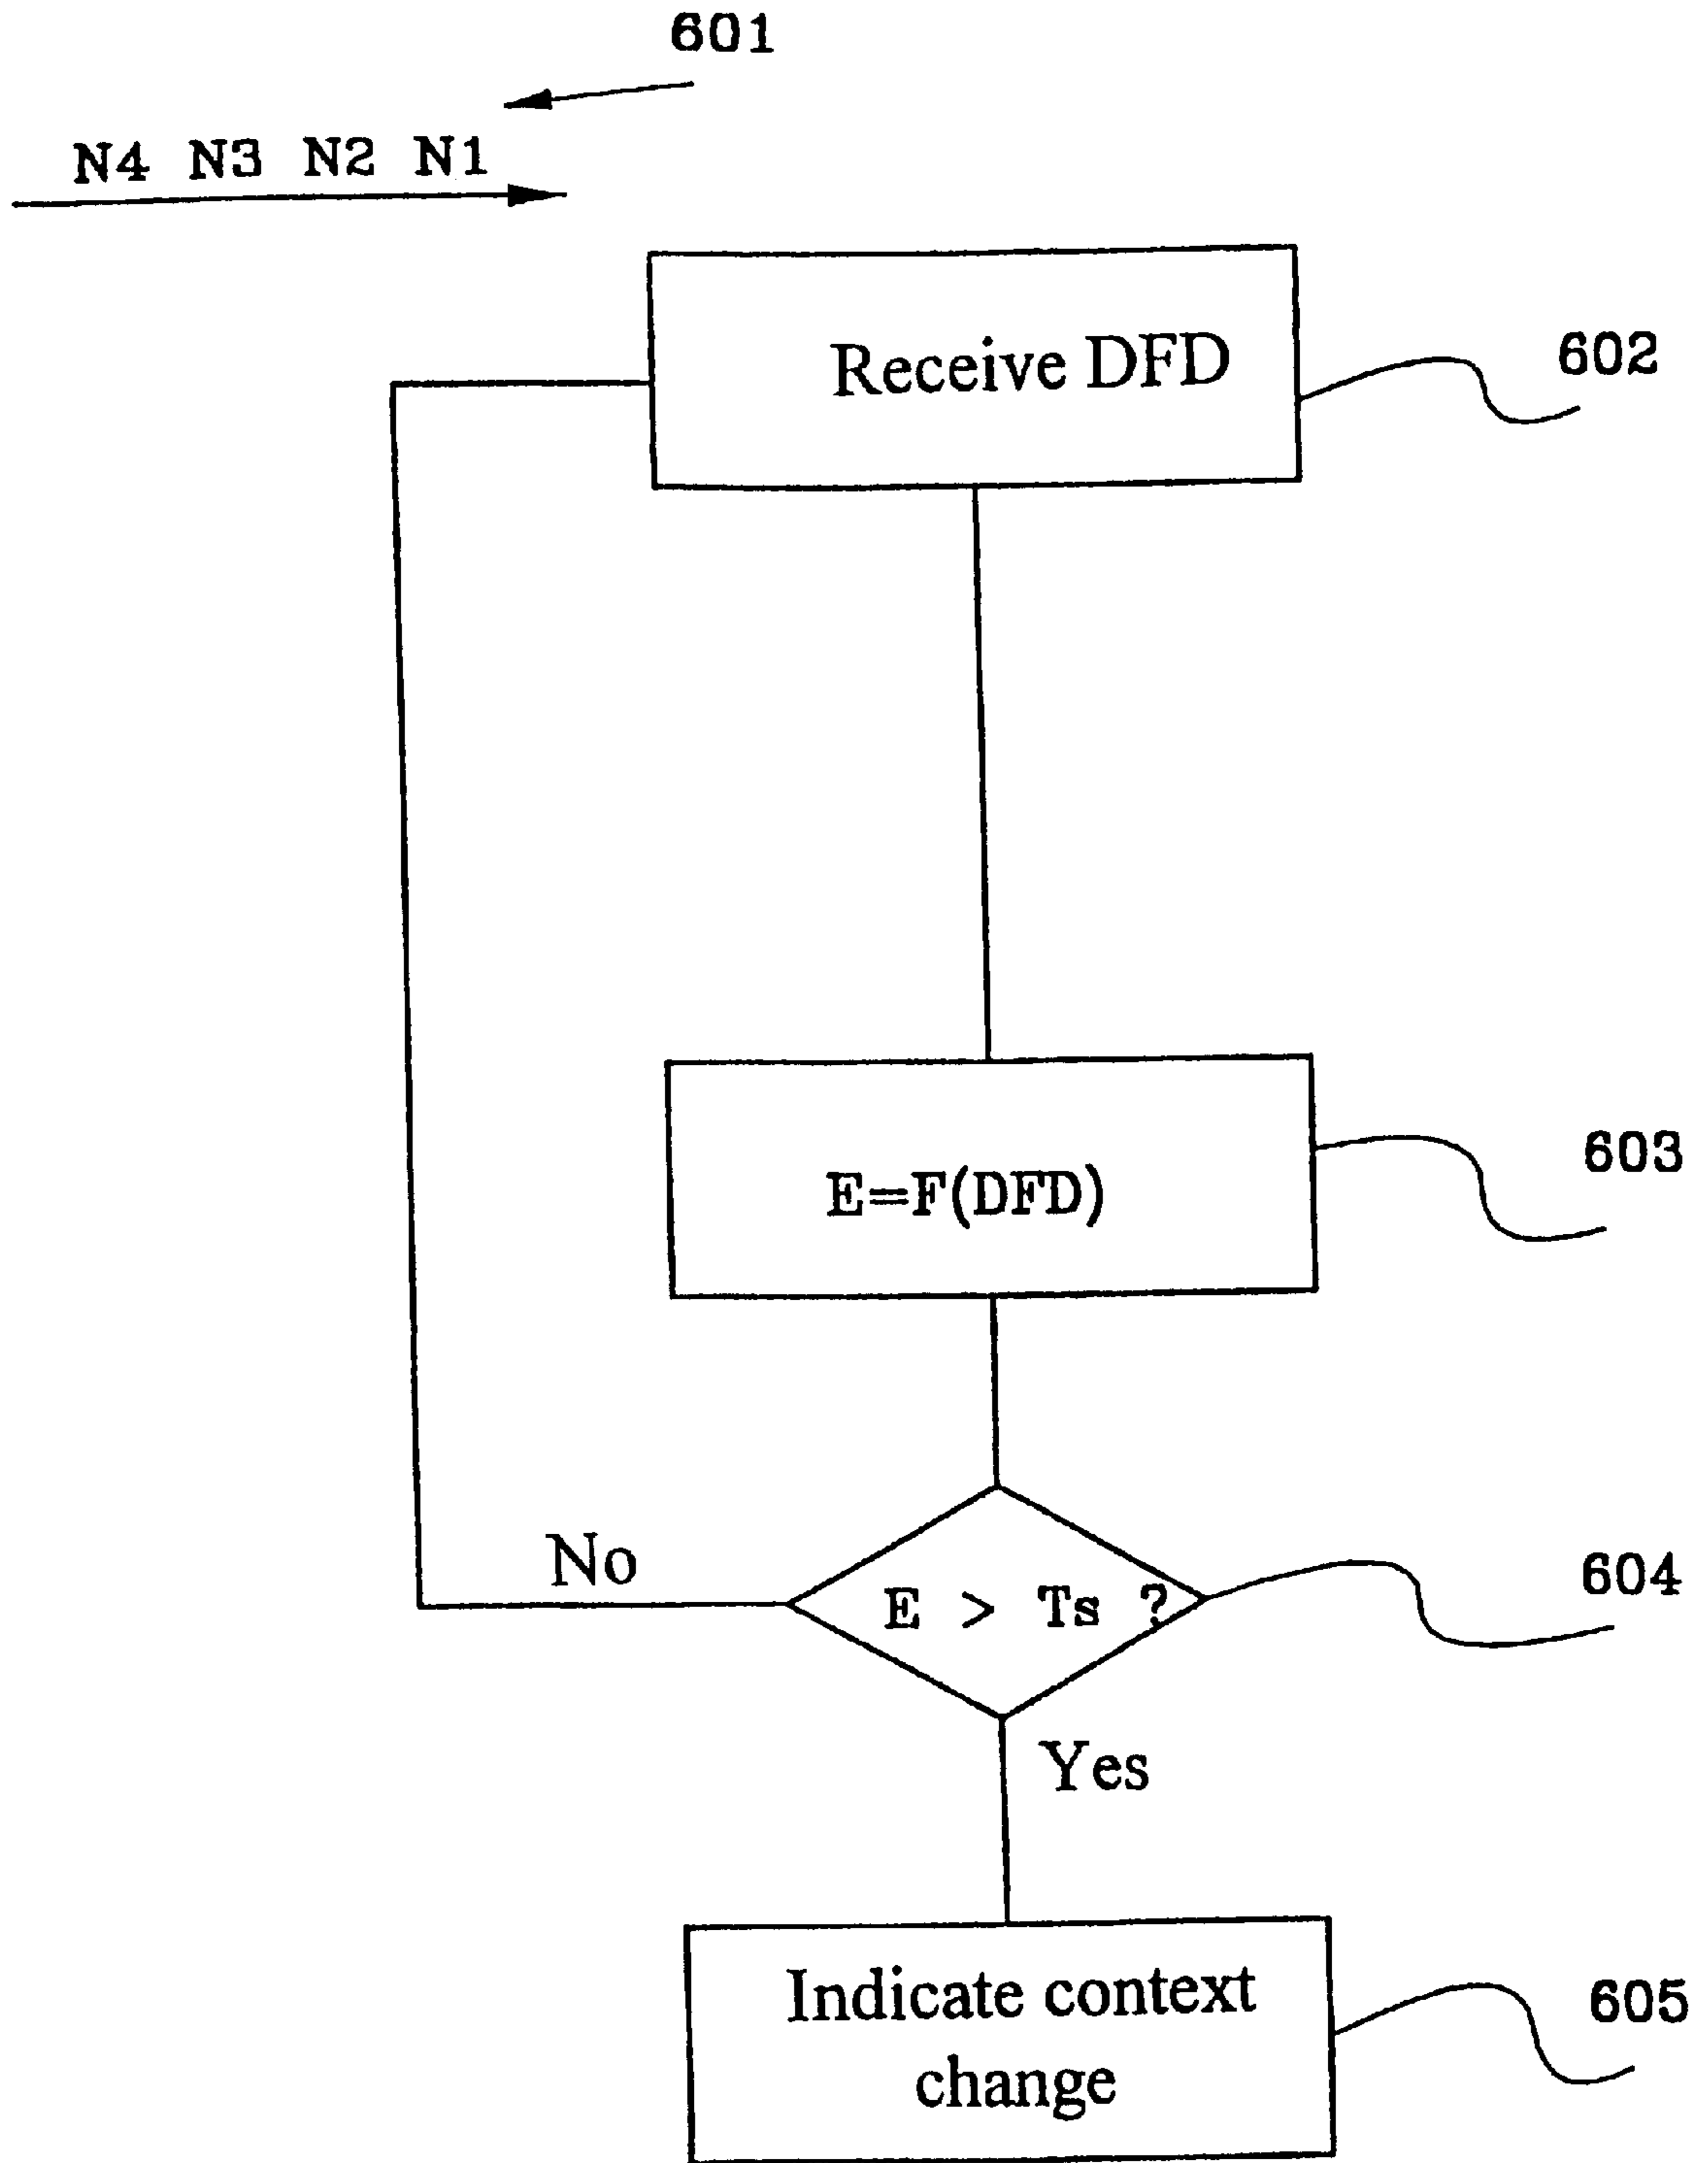 601
N4 N3 N2 N1
Receive DFD
602
E=F(DFD)
603
No
E > Ts ?
604
Yes
Indicate context
change
605